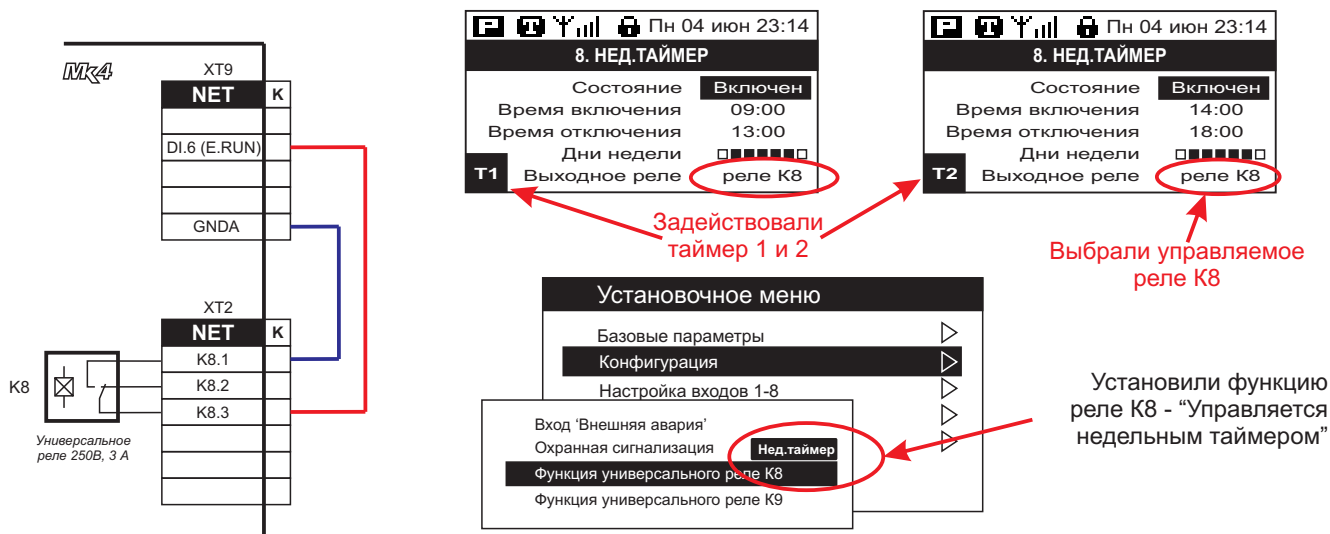 Mk4
XT9
NET K
DI.6 (E.RUN)
GNDA
XT2
NET K
K8.1
K8.2
K8.3
K8
Универсальное
реле 250В, 3 А
P T Пн 04 июн 23:14
8. НЕД.ТАЙМЕР
Состояние Включен
Время включения 09:00
Время отключения 13:00
Дни недели
T1 Выходное реле реле K8
P T Пн 04 июн 23:14
8. НЕД.ТАЙМЕР
Состояние Включен
Время включения 14:00
Время отключения 18:00
Дни недели
T2 Выходное реле реле K8
Задействовали
таймер 1 и 2
Выбрали управляемое
реле К8
Установочное меню
Базовые параметры
Конфигурация
Настройка входов 1-8
Вход ‘Внешняя авария’
Охранная сигнализация Нед.таймер
Функция универсального реле K8
Функция универсального реле K9
Установили функцию
реле К8 - “Управляется
недельным таймером”